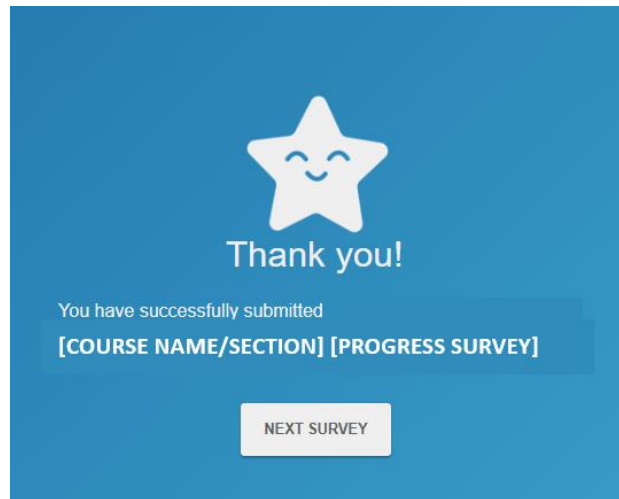 Thank you!
You have successfully submitted
[COURSE NAME/SECTION] [PROGRESS SURVEY]
NEXT SURVEY